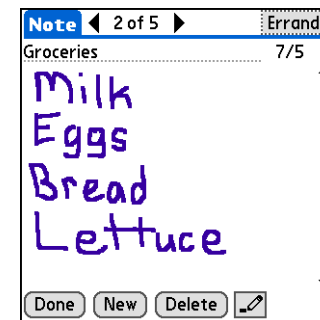 Note 2 of 5 Errand
Groceries 7/5
Milk
Eggs
Bread
Lettuce
Done New Delete